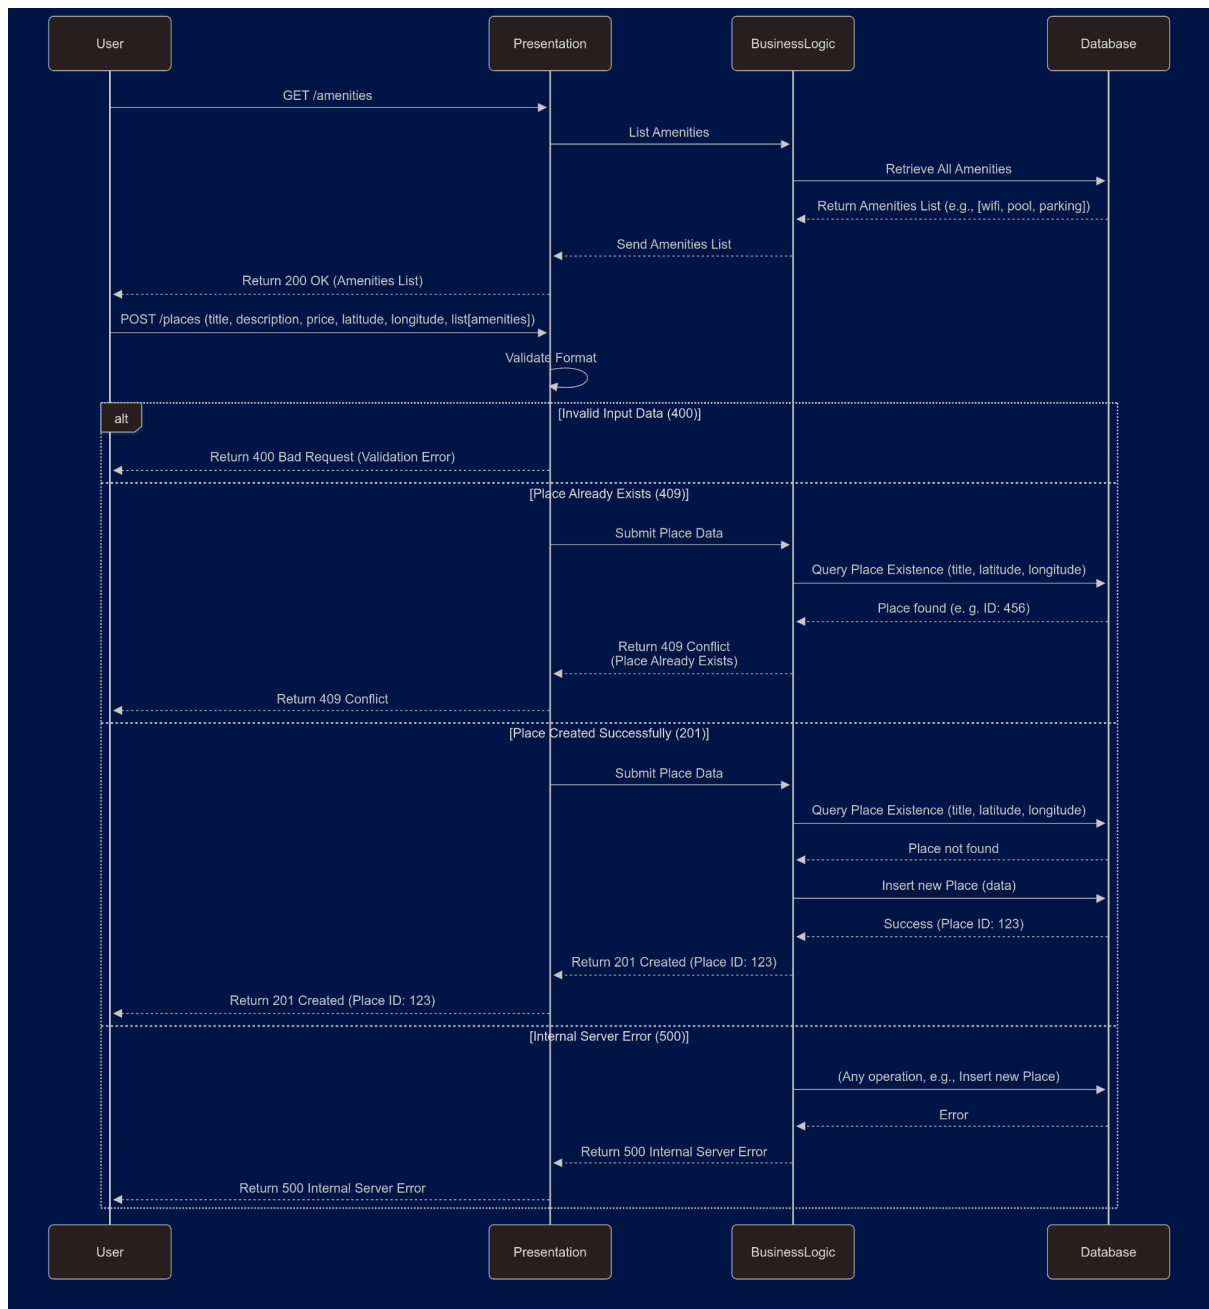 User
Presentation
BusinessLogic
Database
GET /amenities
List Amenities
Retrieve All Amenities
Return Amenities List (e.g., [wifi, pool, parking])
Send Amenities List
Return 200 OK (Amenities List)
POST /places (title, description, price, latitude, longitude, list[amenities])
Validate Format
alt
[Invalid Input Data (400)]
Return 400 Bad Request (Validation Error)
[Place Already Exists (409)]
Submit Place Data
Query Place Existence (title, latitude, longitude)
Place found (e. g. ID: 456)
Return 409 Conflict
(Place Already Exists)
Return 409 Conflict
[Place Created Successfully (201)]
Submit Place Data
Query Place Existence (title, latitude, longitude)
Place not found
Insert new Place (data)
Success (Place ID: 123)
Return 201 Created (Place ID: 123)
Return 201 Created (Place ID: 123)
[Internal Server Error (500)]
(Any operation, e.g., Insert new Place)
Error
Return 500 Internal Server Error
Return 500 Internal Server Error
User
Presentation
BusinessLogic
Database